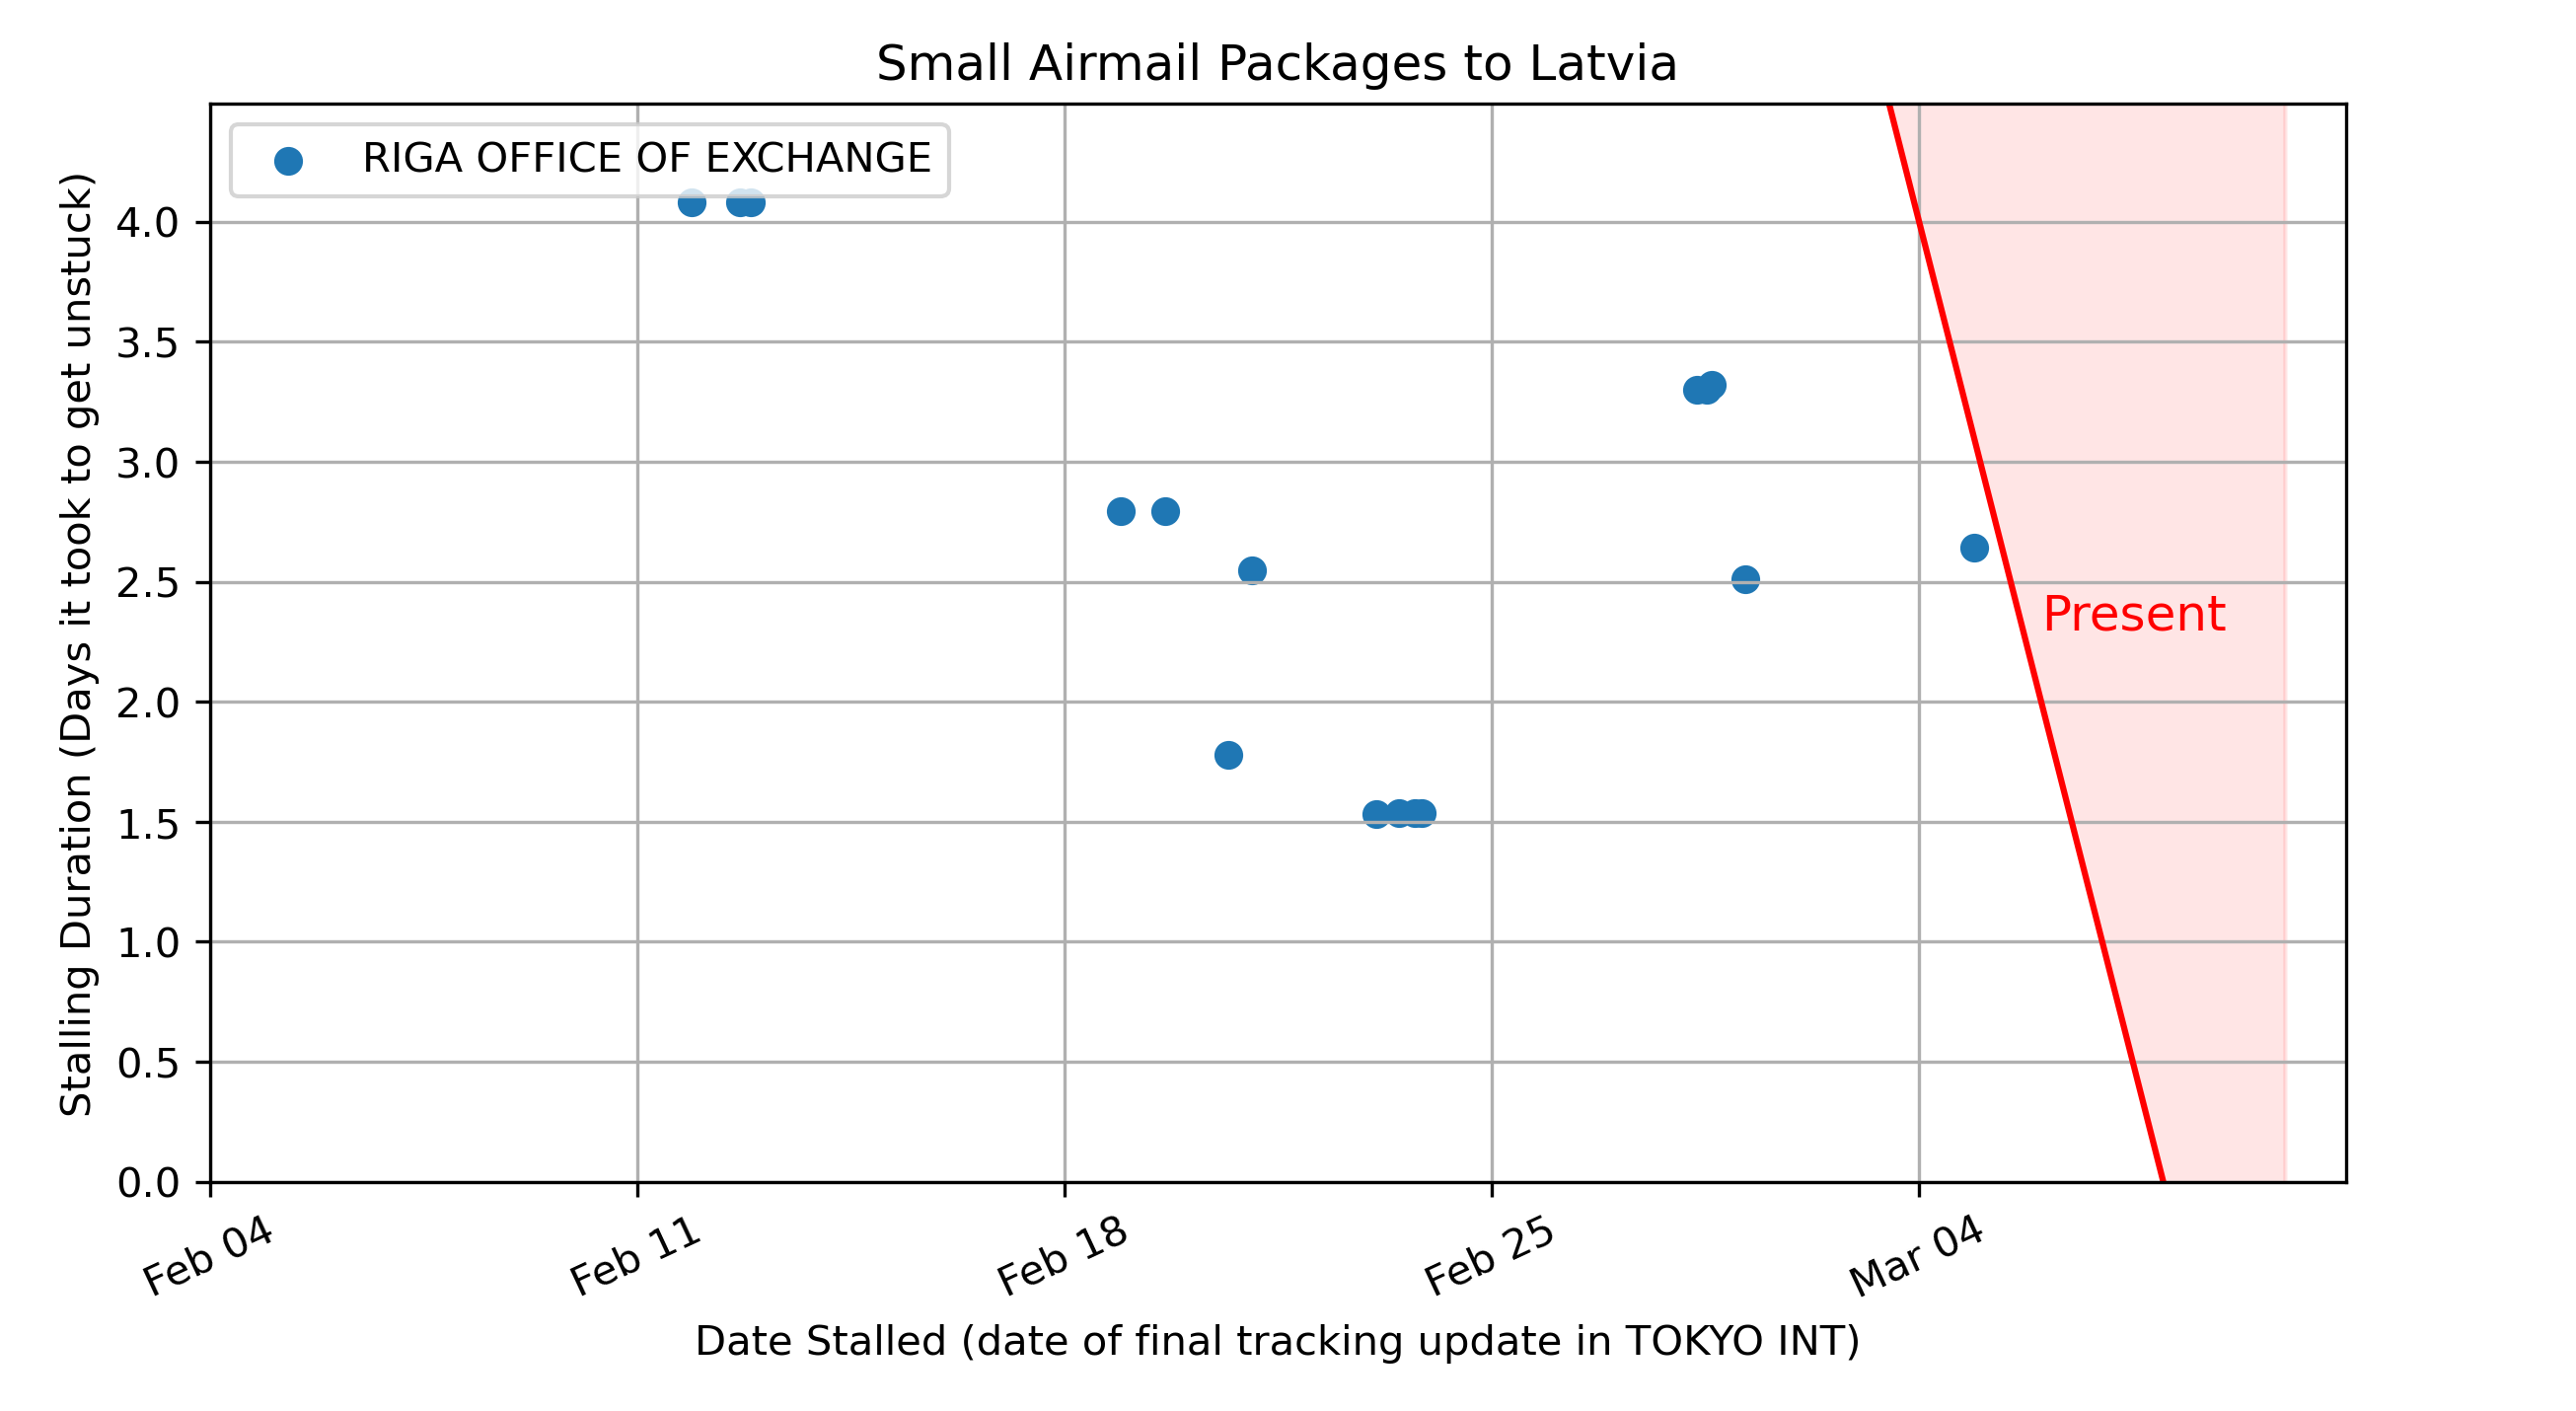 Small Airmail Packages to Latvia
RIGA OFFICE OF EXCHANGE
Stalling Duration (Days it took to get unstuck)
4.0
3.5
3.0
2.5
2.0
1.5
1.0
0.5
0.0
Present
Feb 04
Feb 11
Feb 18
Feb 25
Mar 04
Date Stalled (date of final tracking update in TOKYO INT)